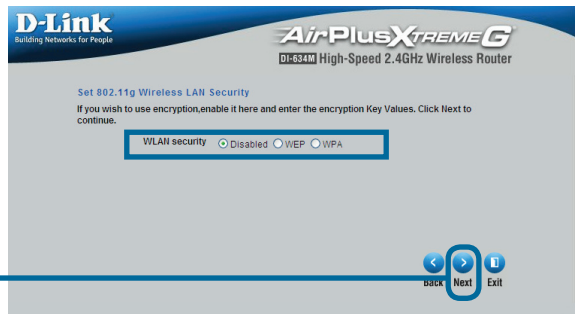 D-Link
Building Networks for People
AirPlus XTREME G
DI-634M High-Speed 2.4GHz Wireless Router
Set 802.11g Wireless LAN Security
If you wish to use encryption,enable it here and enter the encryption Key Values. Click Next to
continue.
WLAN security Disabled WEP WPA
Back Next Exit